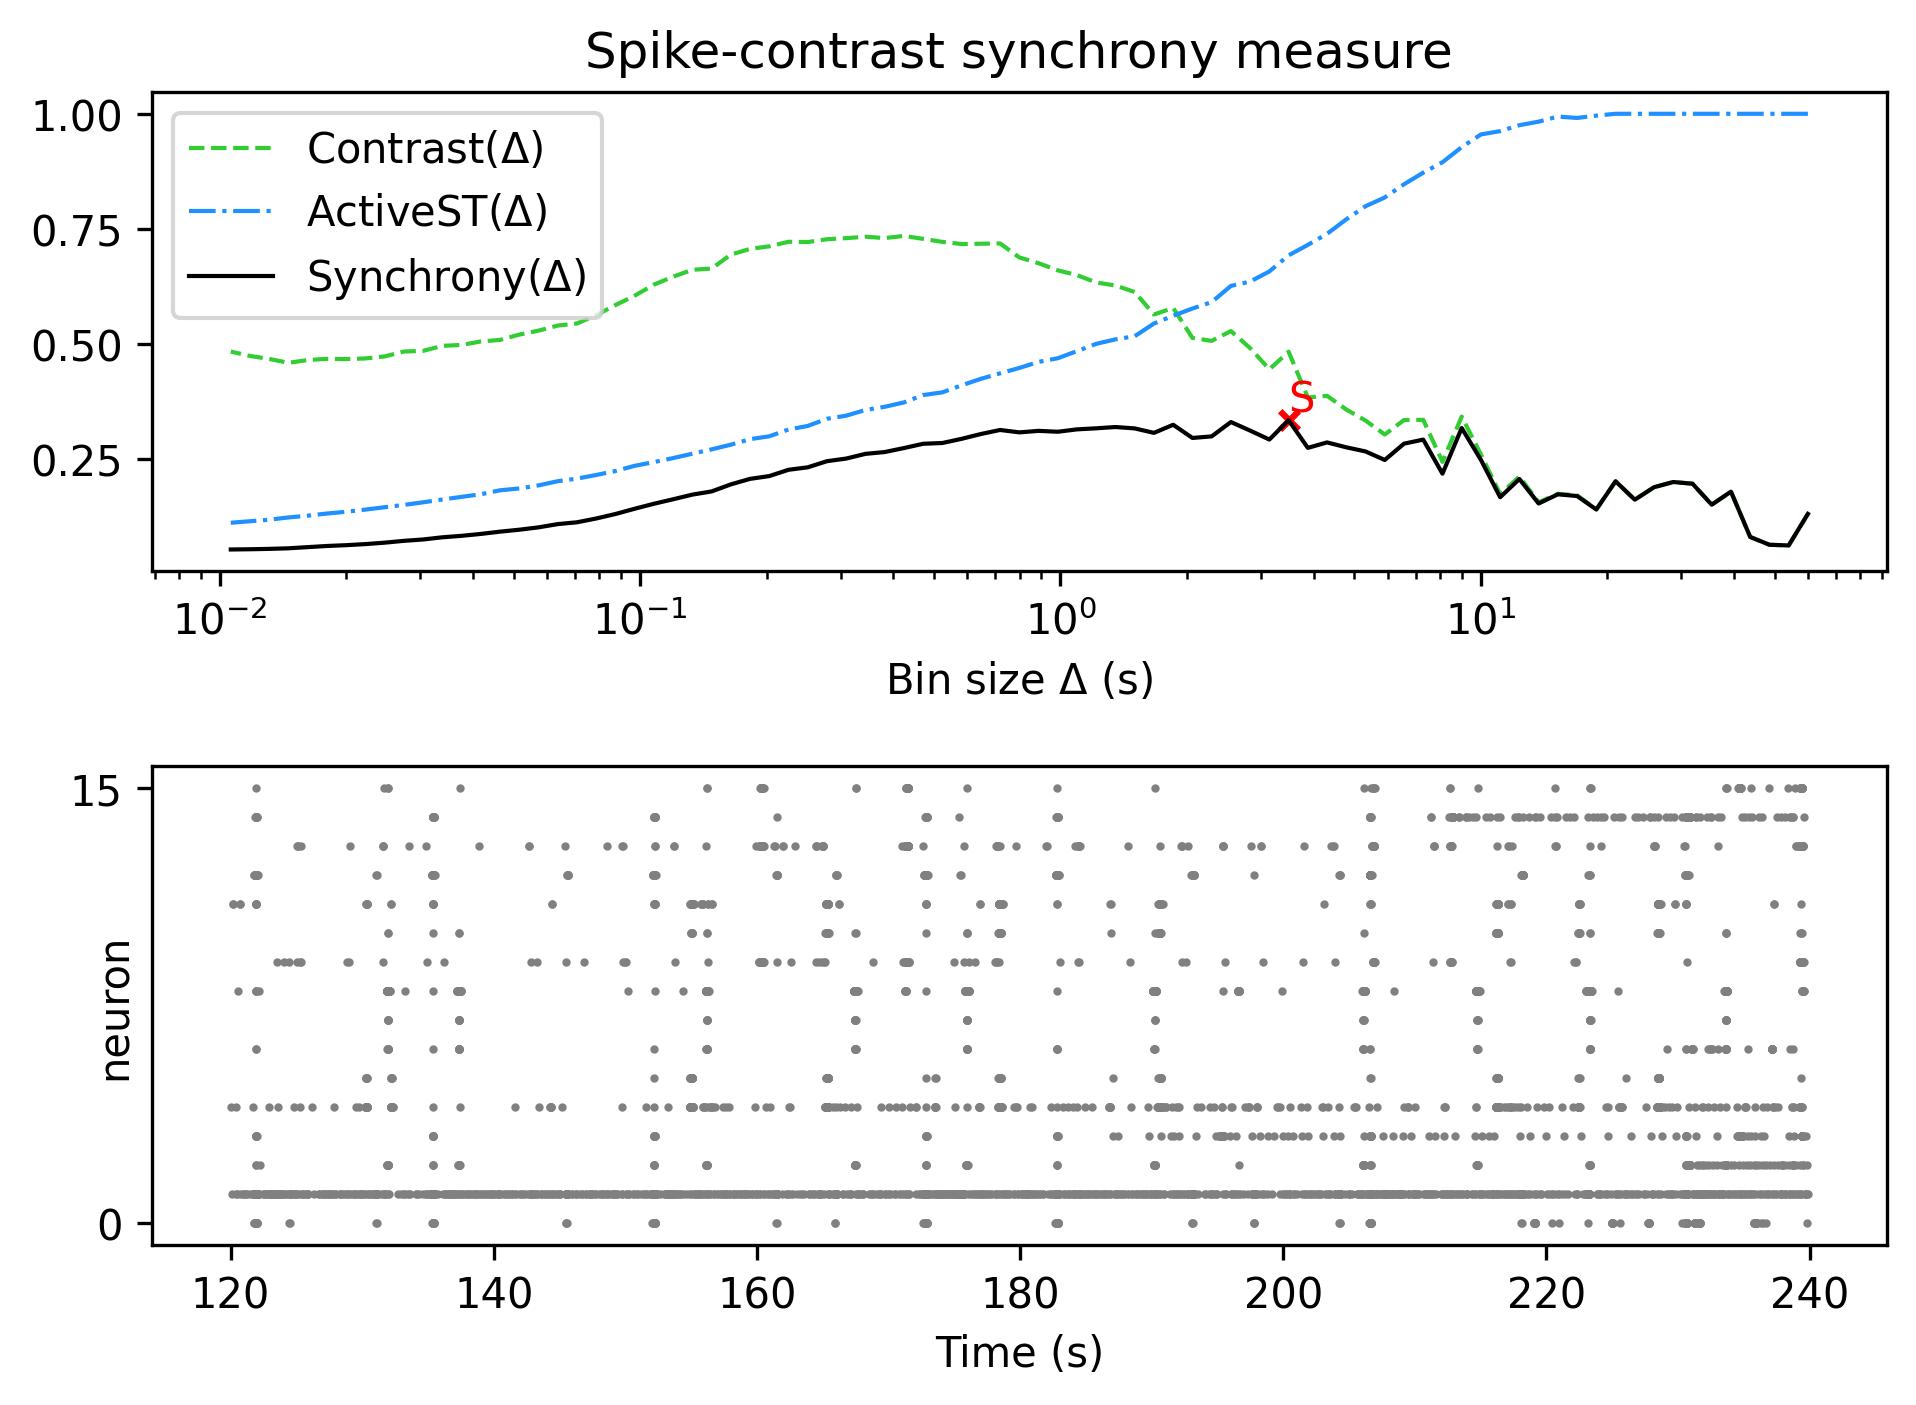 Spike-contrast synchrony measure
1.00
0.75
0.50
0.25
Contrast(Δ)
ActiveST(Δ)
Synchrony(Δ)
S
10⁻² 10⁻¹ 10⁰ 10¹
Bin size Δ (s)
15
0
neuron
120 140 160 180 200 220 240
Time (s)